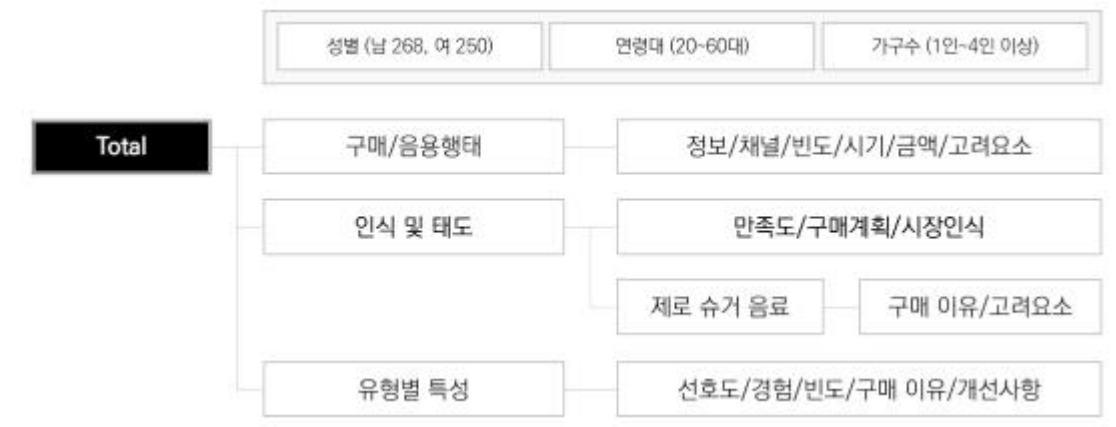 성별 (남 268, 여 250) 연령대 (20~60대) 가구수 (1인~4인 이상)
Total 구매/음용행태 정보/채널/빈도/시기/금액/고려요소
인식 및 태도 만족도/구매계획/시장인식
제로 슈거 음료 구매 이유/고려요소
유형별 특성 선호도/경험/빈도/구매 이유/개선사항